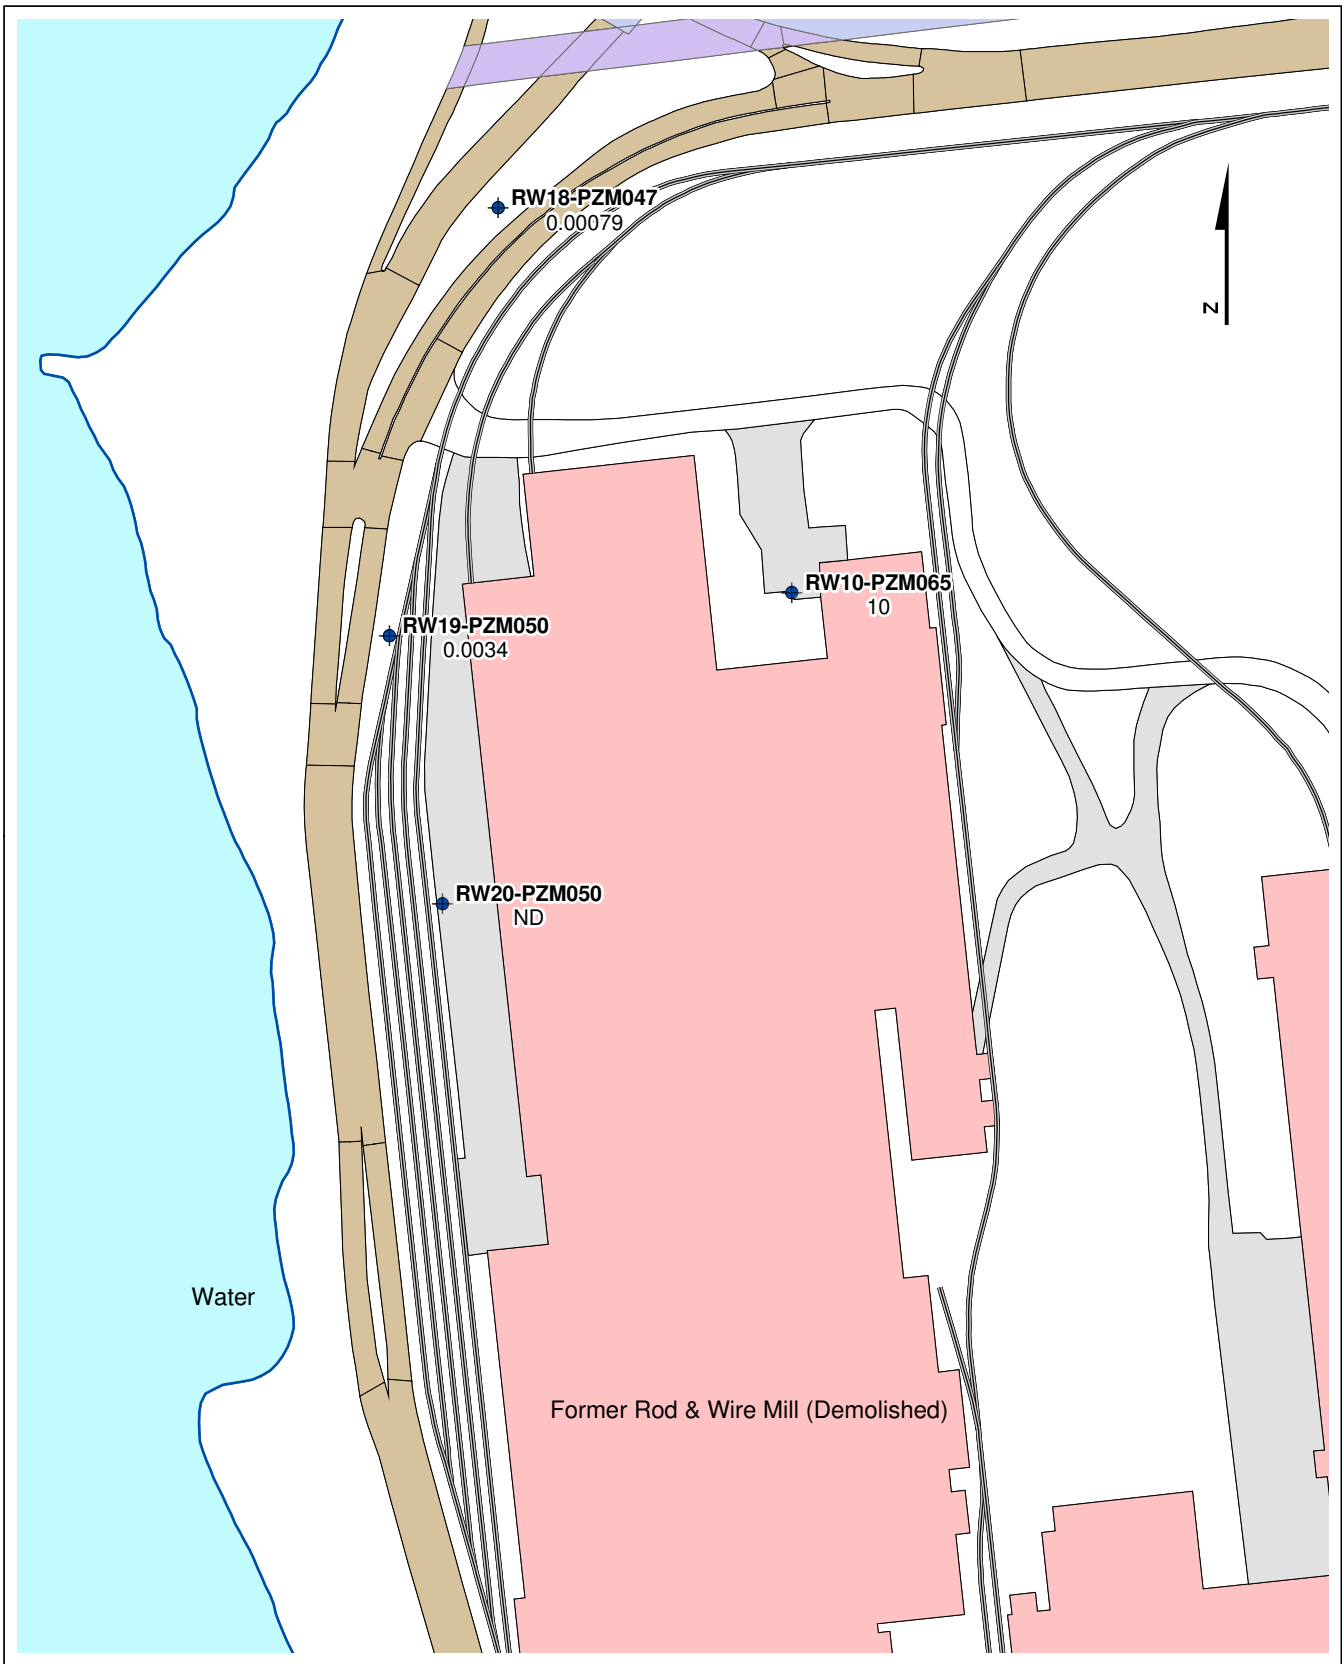 RW18-PZM047
0.00079
N
RW10-PZM065
10
RW19-PZM050
0.0034
RW20-PZM050
ND
Water
Former Rod & Wire Mill (Demolished)